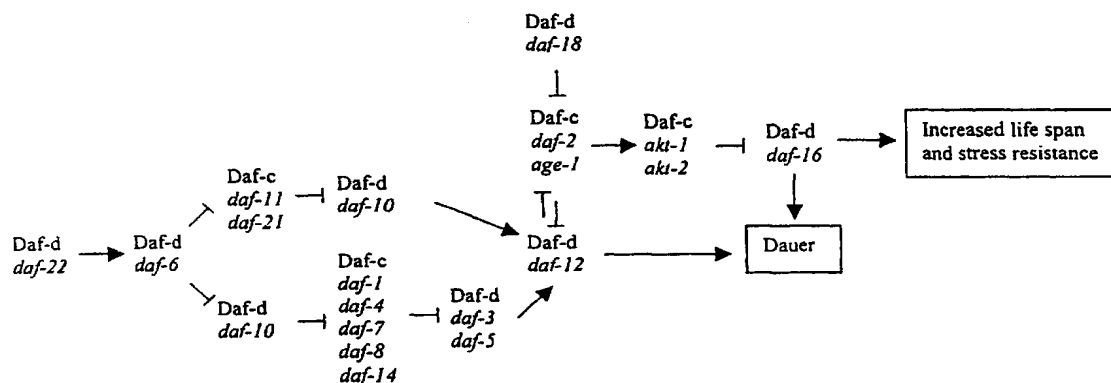 Daf-d
daf-22
Daf-d
daf-6
Daf-c
daf-11
daf-21
Daf-d
daf-10
Daf-d
daf-10
Daf-c
daf-1
daf-4
daf-7
daf-8
daf-14
Daf-d
daf-3
daf-5
Daf-d
daf-18
Daf-c
daf-2
age-1
Daf-d
daf-12
Daf-c
akt-1
akt-2
Daf-d
daf-16
Increased life span
and stress resistance
Dauer